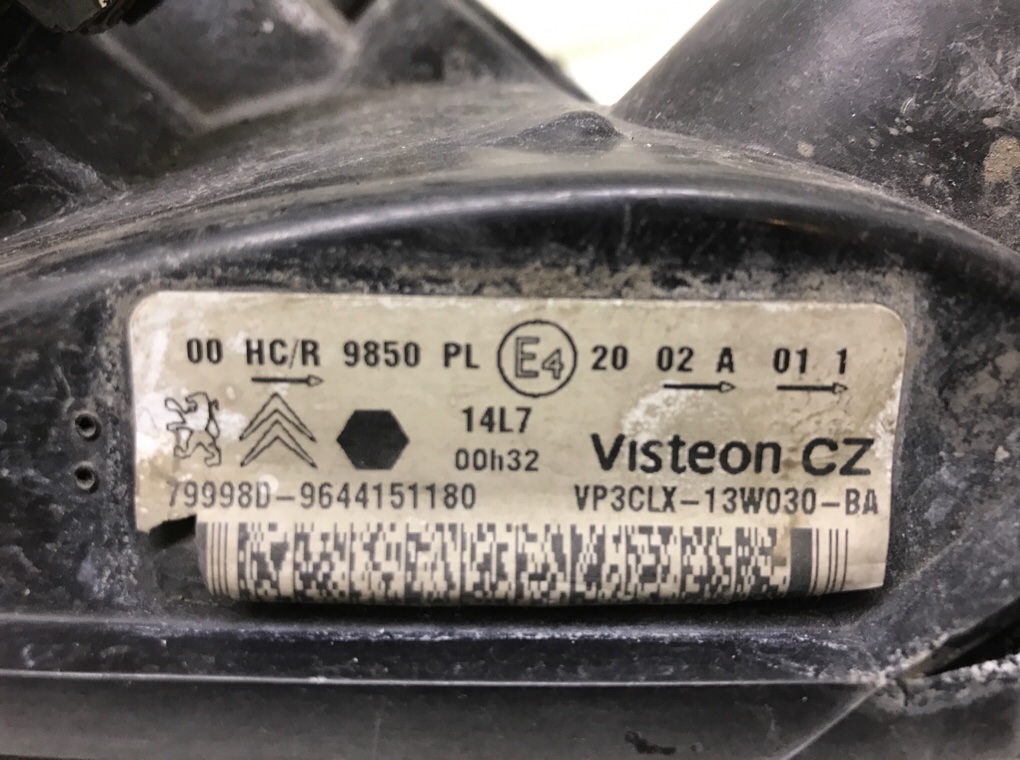 00 HC/R 9850 PL E4 20 02 A 01 1
14L7
00h32
Visteon CZ
79998D-9644151180 VP3CLX-13W030-BA